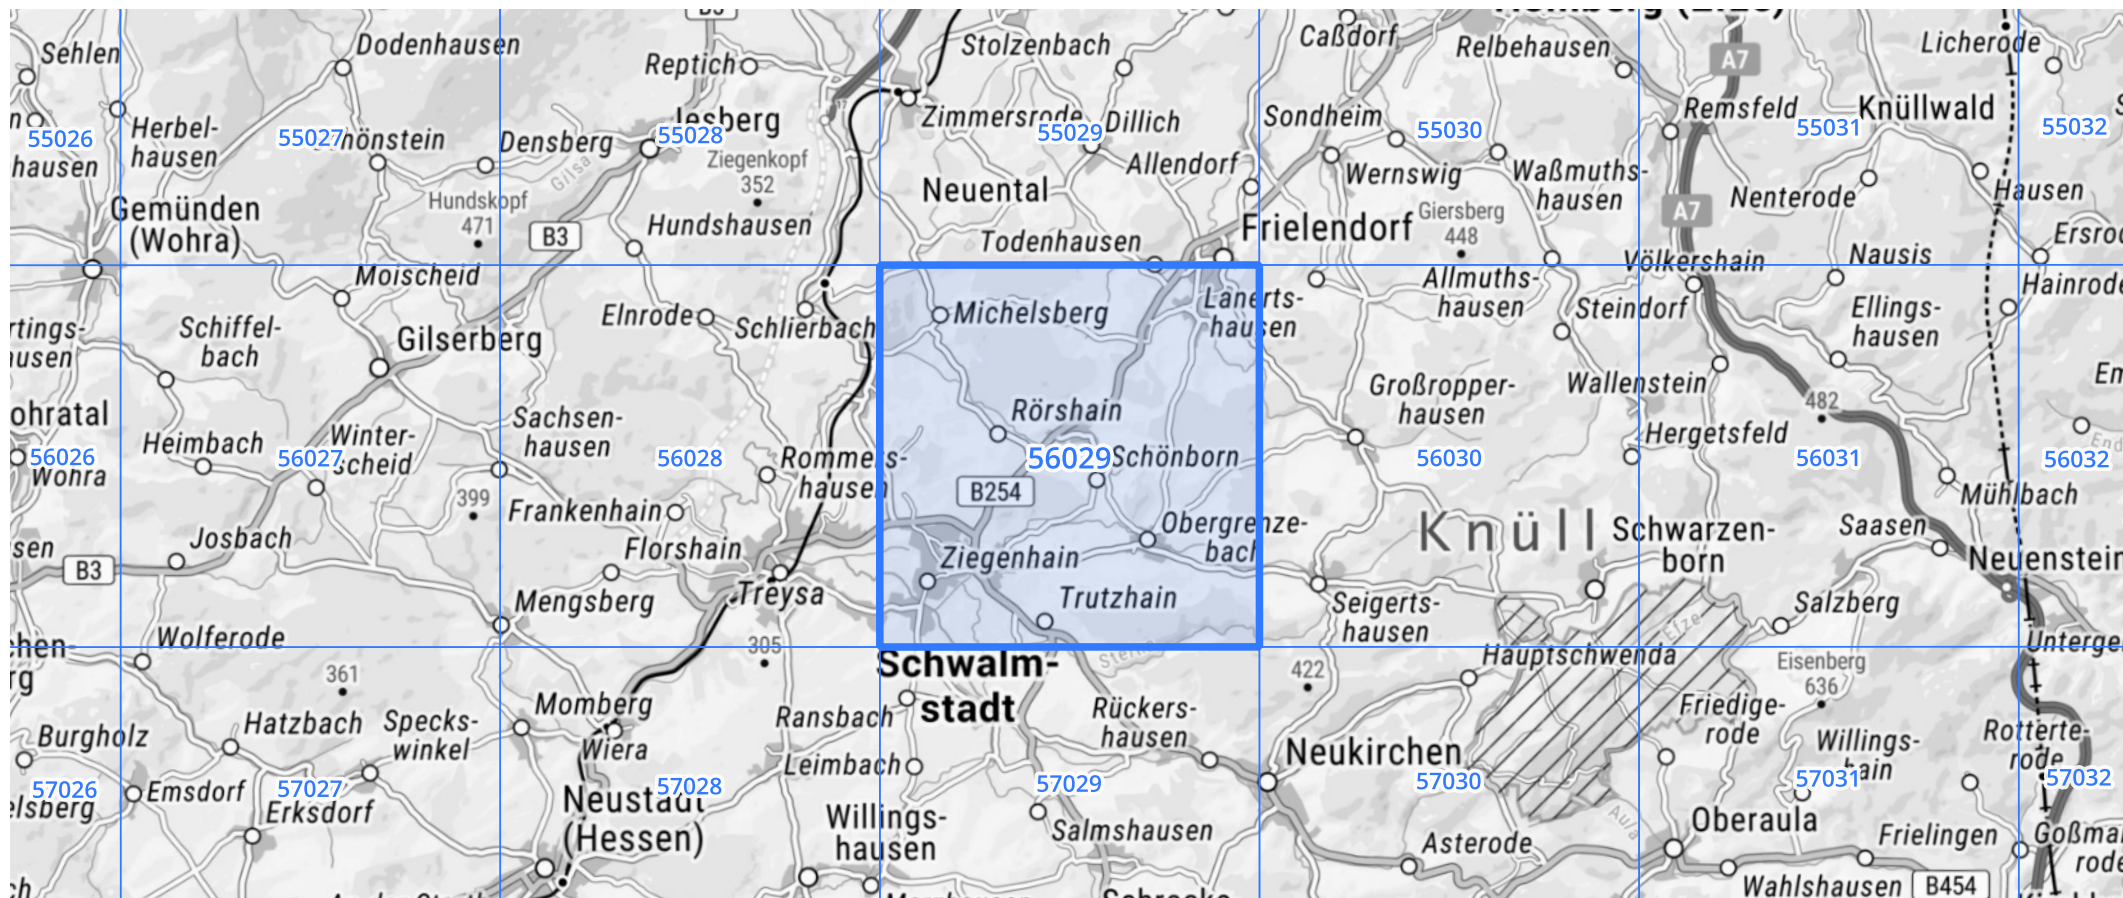 Sehlen
Dodenhausen
Reptich
Stolzenbach
Caßdorf
Relbehausen
A7
Licherode
55026
hausen
Herbel-
hausen
55027
Densberg
Gilsa
55028
Ziegenkopf
352
Zimmersrode
55029
Dillich
Allendorf
Sondheim
55030
Wernswig
Waßmuths-
hausen
Remsfeld
55031
Knüllwald
55032
Gemünden
(Wohra)
Hundskopf
471
B3
Hundshausen
Neuental
Todenhausen
Frielendorf
Giersberg
448
A7
Nenterode
Hausen
Moischeid
Völkershain
Nausis
Schiffel-
bach
Gilserberg
Elnrode
Schlierbach
Michelsberg
Lanerts-
hausen
Allmuths-
hausen
Steindorf
Ellings-
hausen
Heimbach
Winter-
scheid
Sachsen-
hausen
Rörshain
Großropper-
hausen
Wallenstein
482
56026
Wohra
56027
399
56028
Rommers-
hausen
56029
Schönborn
56030
Hergetsfeld
56031
56032
B254
Mühlbach
Josbach
B3
Frankenhain
Florshain
Mengsberg
Treysa
Ziegenhain
Obergrenze-
bach
Trutzhain
Knüll
Seigerts-
hausen
Schwarzen-
born
Saasen
Neuenstein
Salzberg
Efze
Wolferode
361
305
Schwalm-
stadt
422
Hauptschwenda
Eisenberg
636
Burgholz
Hatzbach
Specks-
winkel
Momberg
Wiera
Ransbach
Leimbach
Rückers-
hausen
Neukirchen
Friedige-
rode
Willings-
hain
Rotterte-
rode
57026
Emsdorf
57027
Erksdorf
57028
Neustadt
(Hessen)
Willings-
hausen
57029
Salmshausen
57030
Asterode
Aula
57031
Oberaula
Frielingen
57032
rode
Wahlshausen
B454